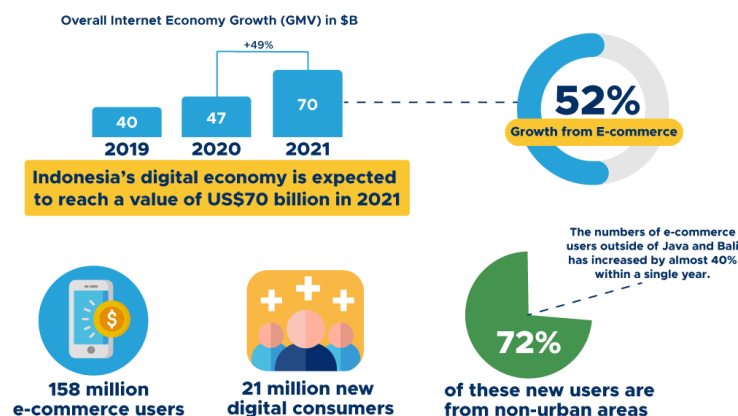 Overall Internet Economy Growth (GMV) in $B
+49%
40
47
70
2019
2020
2021
Indonesia's digital economy is expected
to reach a value of US$70 billion in 2021
52%
Growth from E-commerce
$
158 million
e-commerce users
21 million new
digital consumers
The numbers of e-commerce
users outside of Java and Bali
has increased by almost 40%
within a single year.
72%
of these new users are
from non-urban areas